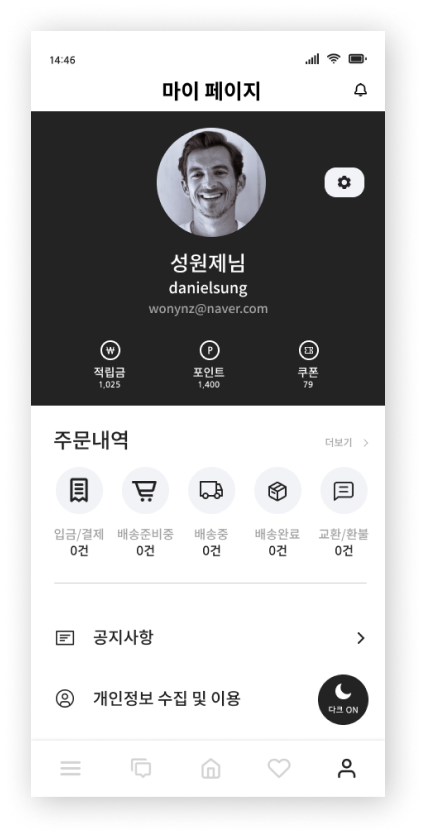 14:46
마이 페이지
성원제님
danielsung
wonynz@naver.com
₩ P
적립금 포인트 쿠폰
1,025 1,400 79
주문내역 더보기 >
입금/결제 배송준비중 배송중 배송완료 교환/환불
0건 0건 0건 0건 0건
공지사항
개인정보 수집 및 이용
다크 ON